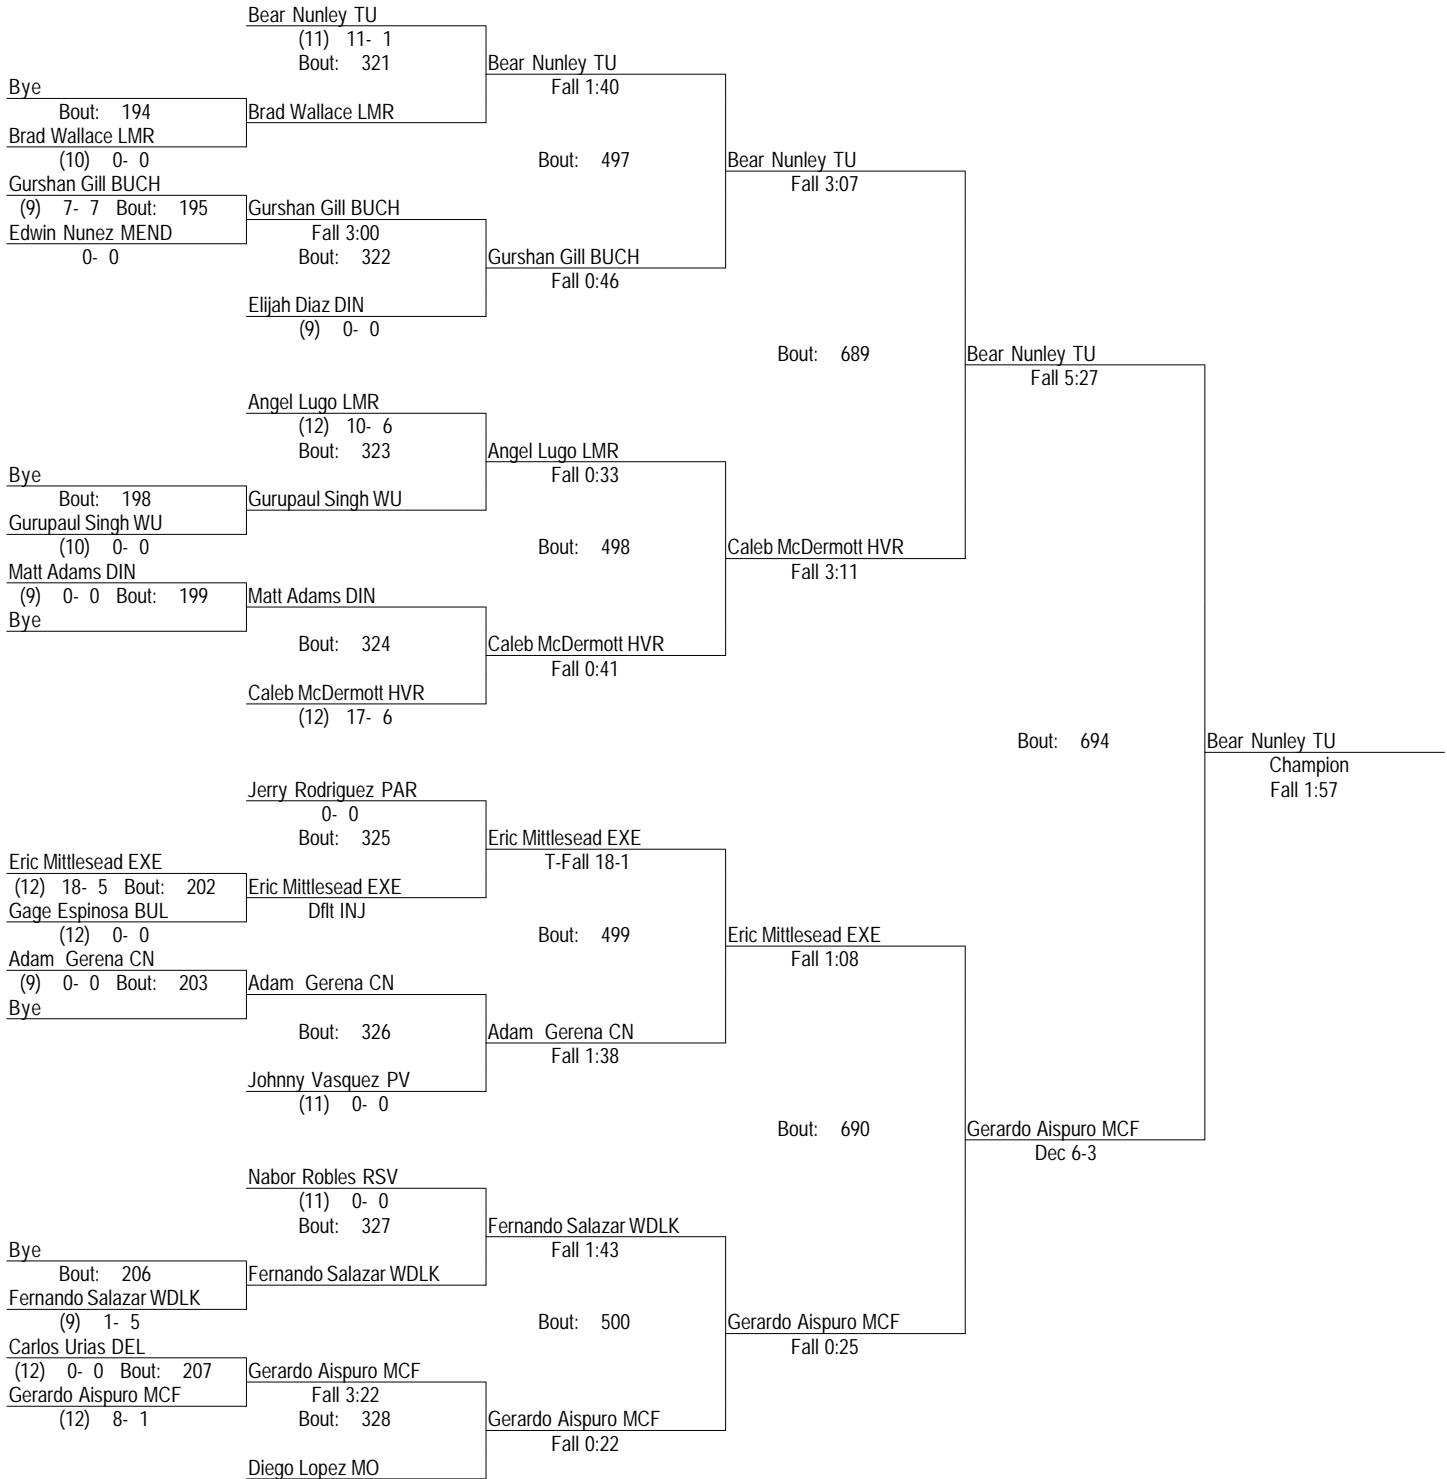 Bear Nunley TU
(11) 11- 1
Bout: 321
Bear Nunley TU
Fall 1:40
Bye
Bout: 194
Brad Wallace LMR
Brad Wallace LMR
(10) 0- 0
Bout: 497
Bear Nunley TU
Fall 3:07
Gurshan Gill BUCH
(9) 7- 7 Bout: 195
Gurshan Gill BUCH
Fall 3:00
Edwin Nunez MEND
0- 0
Bout: 322
Gurshan Gill BUCH
Fall 0:46
Elijah Diaz DIN
(9) 0- 0
Bout: 689
Bear Nunley TU
Fall 5:27
Angel Lugo LMR
(12) 10- 6
Bout: 323
Angel Lugo LMR
Fall 0:33
Bye
Bout: 198
Gurupaul Singh WU
Gurupaul Singh WU
(10) 0- 0
Bout: 498
Caleb McDermott HVR
Fall 3:11
Matt Adams DIN
(9) 0- 0 Bout: 199
Matt Adams DIN
Bye
Bout: 324
Caleb McDermott HVR
Fall 0:41
Caleb McDermott HVR
(12) 17- 6
Bout: 694
Bear Nunley TU
Champion
Fall 1:57
Jerry Rodriguez PAR
0- 0
Bout: 325
Eric Mittlesead EXE
T-Fall 18-1
Eric Mittlesead EXE
(12) 18- 5 Bout: 202
Eric Mittlesead EXE
Dflt INJ
Gage Espinosa BUL
(12) 0- 0
Bout: 499
Eric Mittlesead EXE
Fall 1:08
Adam Gerena CN
(9) 0- 0 Bout: 203
Adam Gerena CN
Bye
Bout: 326
Adam Gerena CN
Fall 1:38
Johnny Vasquez PV
(11) 0- 0
Bout: 690
Gerardo Aispuro MCF
Dec 6-3
Nabor Robles RSV
(11) 0- 0
Bout: 327
Fernando Salazar WDLK
Fall 1:43
Bye
Bout: 206
Fernando Salazar WDLK
Fernando Salazar WDLK
(9) 1- 5
Bout: 500
Gerardo Aispuro MCF
Fall 0:25
Carlos Urias DEL
(12) 0- 0 Bout: 207
Gerardo Aispuro MCF
Fall 3:22
Gerardo Aispuro MCF
(12) 8- 1
Bout: 328
Gerardo Aispuro MCF
Fall 0:22
Diego Lopez MO